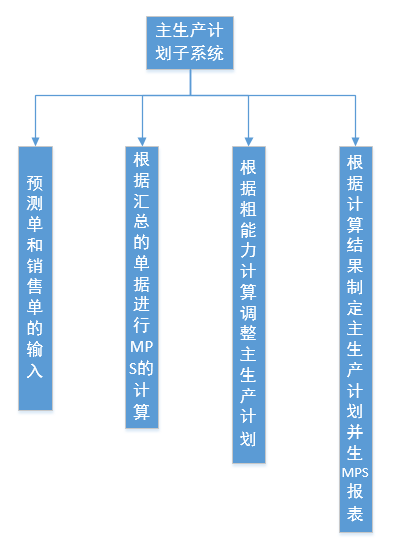 主生产计
划子系统
预测单和销售单的输入
根据汇总的单据进行MPS的计算
根据粗能力计算调整主生产计划
根据计算结果制定主生产计划并生MPS报表